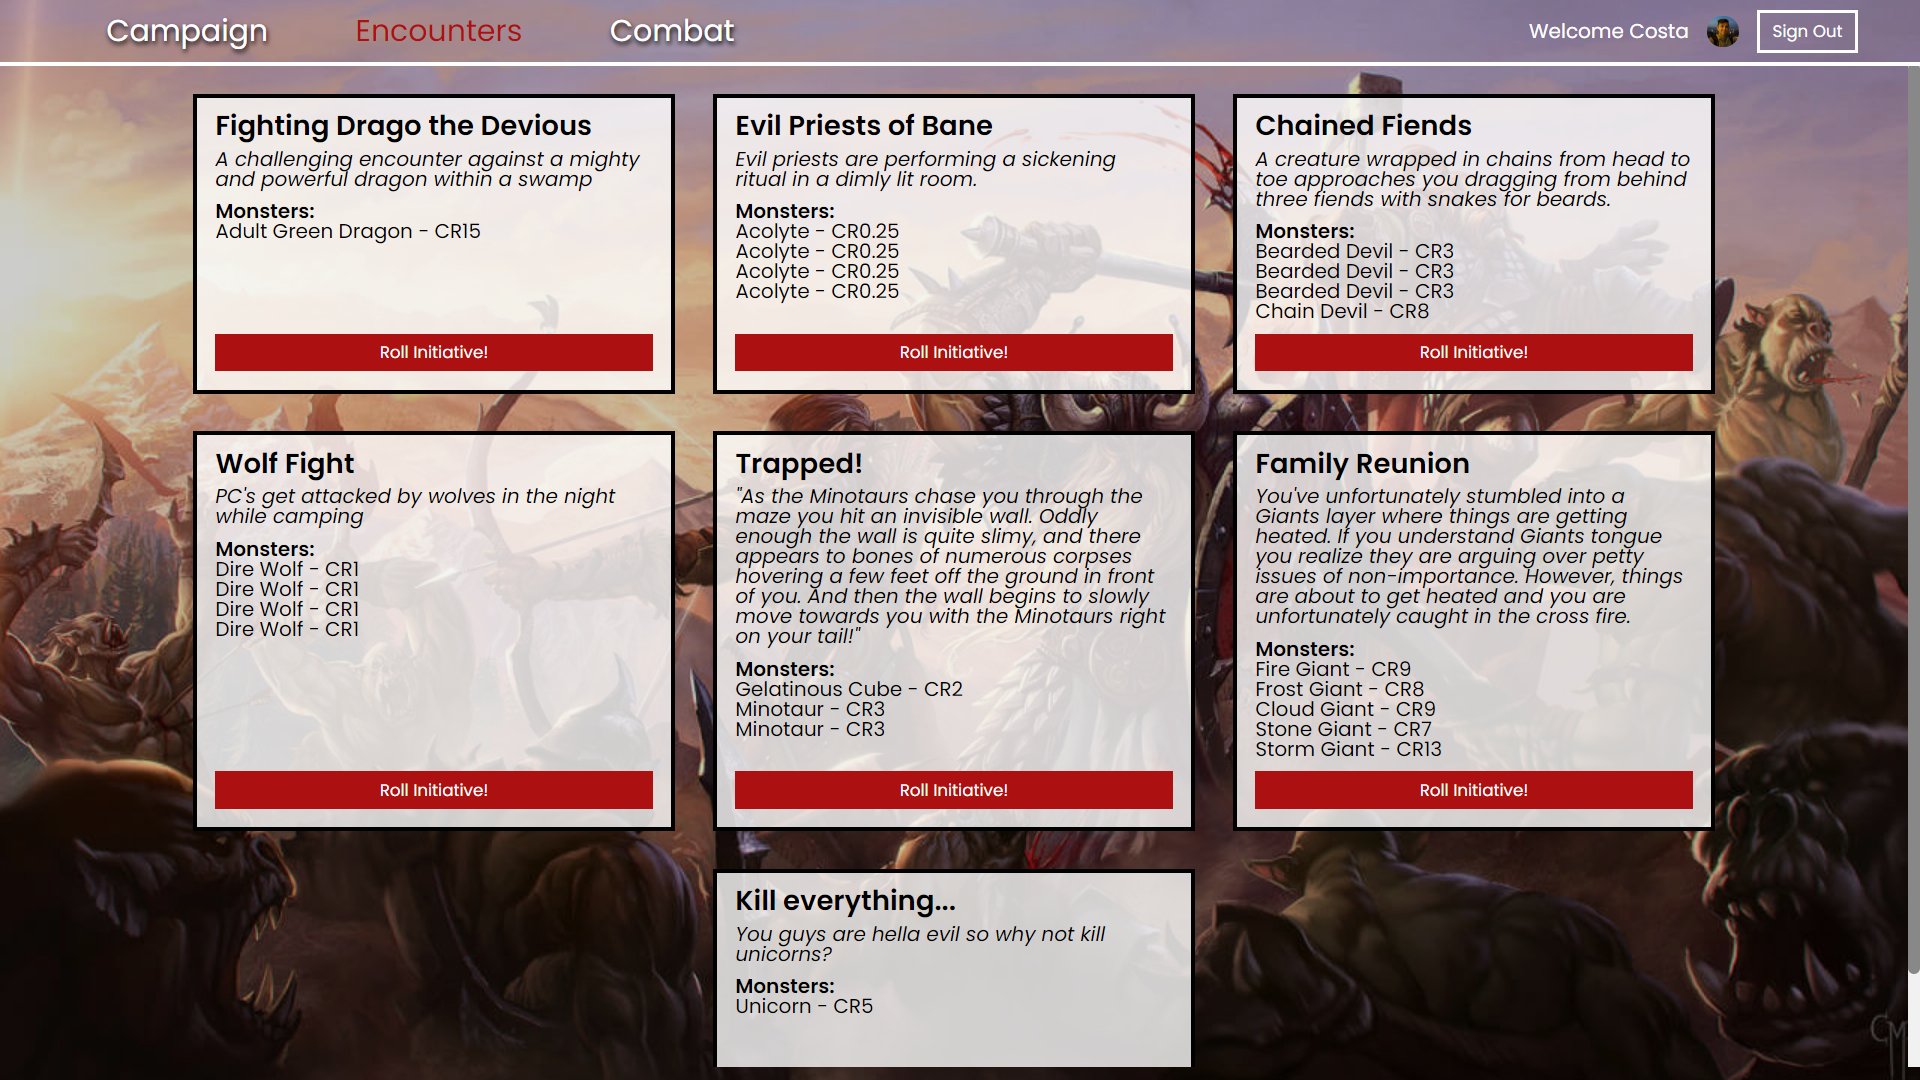 Campaign
Encounters
Combat
Welcome Costa
Sign Out
Fighting Drago the Devious
A challenging encounter against a mighty
and powerful dragon within a swamp
Monsters:
Adult Green Dragon - CR15
Roll Initiative!
Evil Priests of Bane
Evil priests are performing a sickening
ritual in a dimly lit room.
Monsters:
Acolyte - CR0.25
Acolyte - CR0.25
Acolyte - CR0.25
Acolyte - CR0.25
Roll Initiative!
Chained Fiends
A creature wrapped in chains from head to
toe approaches you dragging from behind
three fiends with snakes for beards.
Monsters:
Bearded Devil - CR3
Bearded Devil - CR3
Bearded Devil - CR3
Chain Devil - CR8
Roll Initiative!
Wolf Fight
PC's get attacked by wolves in the night
while camping
Monsters:
Dire Wolf - CR1
Dire Wolf - CR1
Dire Wolf - CR1
Dire Wolf - CR1
Roll Initiative!
Trapped!
"As the Minotaurs chase you through the
maze you hit an invisible wall. Oddly
enough the wall is quite slimy, and there
appears to bones of numerous corpses
hovering a few feet off the ground in front
of you. And then the wall begins to slowly
move towards you with the Minotaurs right
on your tail!"
Monsters:
Gelatinous Cube - CR2
Minotaur - CR3
Minotaur - CR3
Roll Initiative!
Family Reunion
You've unfortunately stumbled into a
Giants layer where things are getting
heated. If you understand Giants tongue
you realize they are arguing over petty
issues of non-importance. However, things
are about to get heated and you are
unfortunately caught in the cross fire.
Monsters:
Fire Giant - CR9
Frost Giant - CR8
Cloud Giant - CR9
Stone Giant - CR7
Storm Giant - CR13
Roll Initiative!
Kill everything...
You guys are hella evil so why not kill
unicorns?
Monsters:
Unicorn - CR5